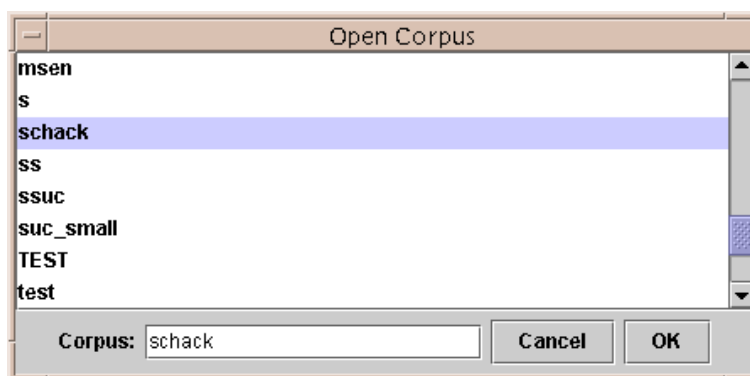 Open Corpus
msen
s
schack
ss
ssuc
suc_small
TEST
test
Corpus: schack Cancel OK